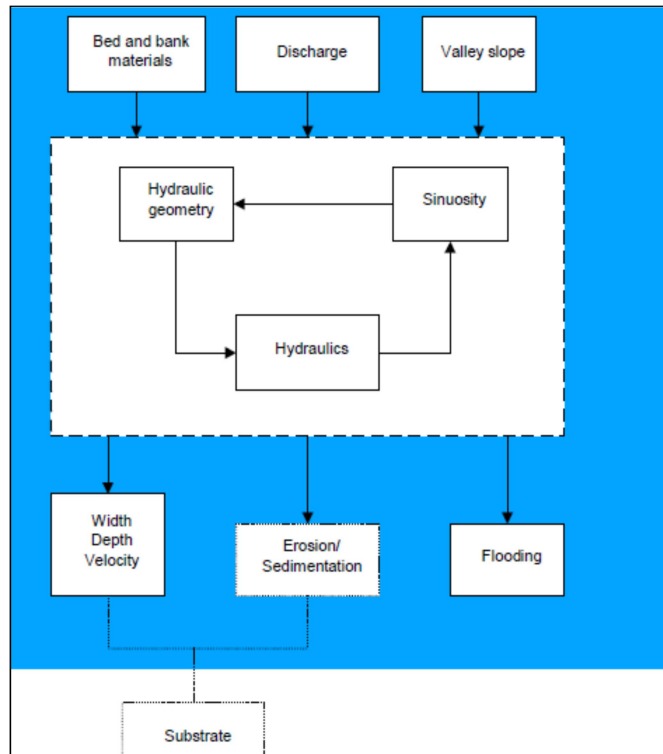 Bed and bank
materials
Discharge
Valley slope
Hydraulic
geometry
Sinuosity
Hydraulics
Width
Depth
Velocity
Erosion/
Sedimentation
Flooding
Substrate